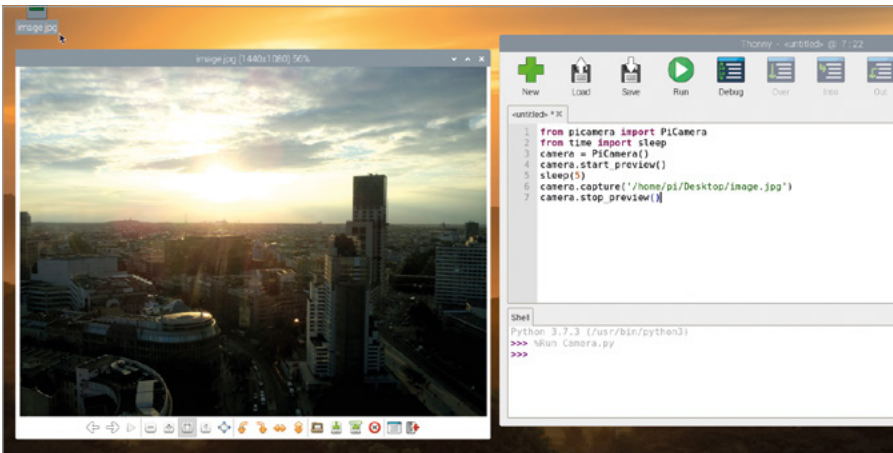 image.jpg
image.jpg (1440x1080) 56%
Thonny - <untitled> @ 7:22
New Load Save Run Debug Over Into Out
<untitled> *
1 from picamera import PiCamera
2 from time import sleep
3 camera = PiCamera()
4 camera.start_preview()
5 sleep(5)
6 camera.capture('/home/pi/Desktop/image.jpg')
7 camera.stop_preview()
Shell
Python 3.7.3 (/usr/bin/python3)
>>> %Run Camera.py
>>>